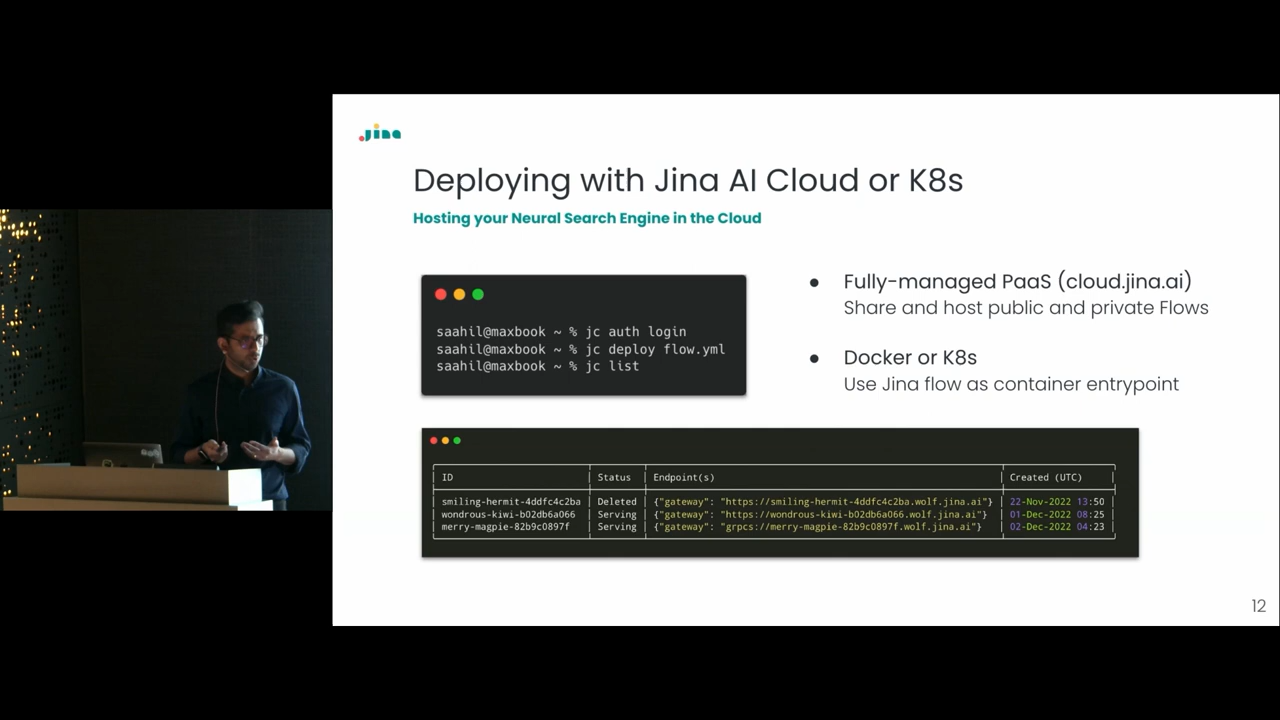 .jina
Deploying with Jina AI Cloud or K8s
Hosting your Neural Search Engine in the Cloud
saahil@maxbook ~ % jc auth login
saahil@maxbook ~ % jc deploy flow.yml
saahil@maxbook ~ % jc list
● Fully-managed PaaS (cloud.jina.ai)
Share and host public and private Flows
● Docker or K8s
Use Jina flow as container entrypoint
ID Status Endpoint(s) Created (UTC)
smiling-hermit-4ddfc4c2ba Deleted {"gateway": "https://smiling-hermit-4ddfc4c2ba.wolf.jina.ai"} 22-Nov-2022 13:50
wondrous-kiwi-b02db6a066 Serving {"gateway": "https://wondrous-kiwi-b02db6a066.wolf.jina.ai"} 01-Dec-2022 08:25
merry-magpie-82b9c0897f Serving {"gateway": "grpcs://merry-magpie-82b9c0897f.wolf.jina.ai"} 02-Dec-2022 04:23
12